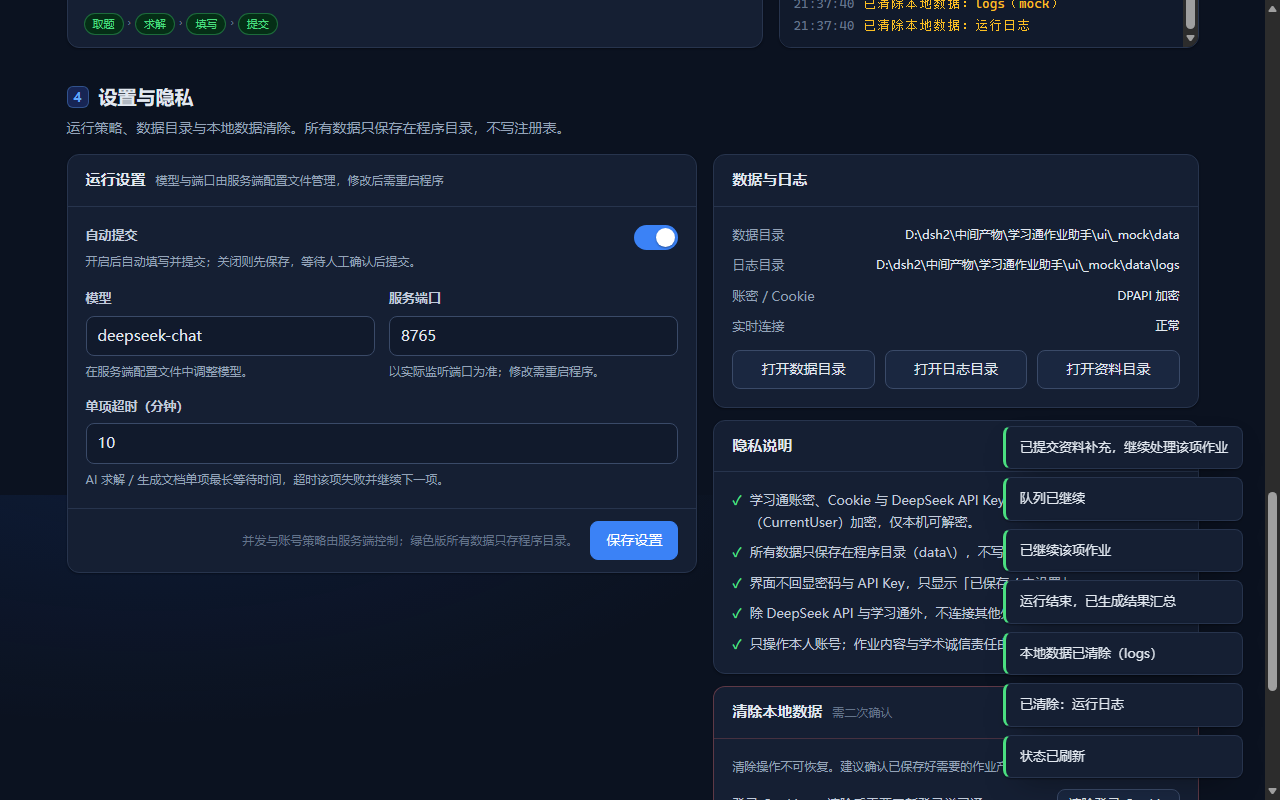 取题 › 求解 › 填写 › 提交
21:37:40 已清除本地数据：logs（mock）
21:37:40 已清除本地数据：运行日志
4 设置与隐私
运行策略、数据目录与本地数据清除。所有数据只保存在程序目录，不写注册表。
运行设置 模型与端口由服务端配置文件管理，修改后需重启程序
自动提交
开启后自动填写并提交；关闭则先保存，等待人工确认后提交。
模型
deepseek-chat
在服务端配置文件中调整模型。
服务端口
8765
以实际监听端口为准；修改需重启程序。
单项超时（分钟）
10
AI 求解 / 生成文档单项最长等待时间，超时该项失败并继续下一项。
并发与账号策略由服务端控制；绿色版所有数据只存程序目录。
保存设置
数据与日志
数据目录 D:\dsh2\中间产物\学习通作业助手\ui\_mock\data
日志目录 D:\dsh2\中间产物\学习通作业助手\ui\_mock\data\logs
账密 / Cookie DPAPI 加密
实时连接 正常
打开数据目录 打开日志目录 打开资料目录
隐私说明
✓ 学习通账密、Cookie 与 DeepSeek API Key
（CurrentUser）加密，仅本机可解密。
✓ 所有数据只保存在程序目录（data\），不写
✓ 界面不回显密码与 API Key，只显示「已保存
✓ 除 DeepSeek API 与学习通外，不连接其他
✓ 只操作本人账号；作业内容与学术诚信责任由
清除本地数据 需二次确认
清除操作不可恢复。建议确认已保存好需要的作业产
已提交资料补充，继续处理该项作业
队列已继续
已继续该项作业
运行结束，已生成结果汇总
本地数据已清除（logs）
已清除：运行日志
状态已刷新